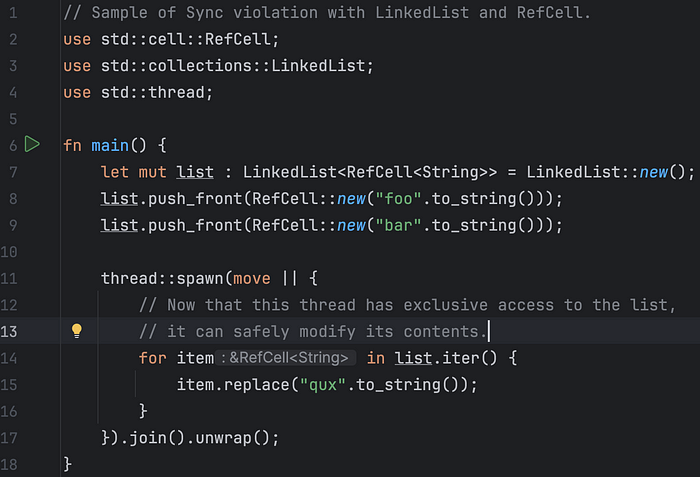 1 // Sample of Sync violation with LinkedList and RefCell.
2 use std::cell::RefCell;
3 use std::collections::LinkedList;
4 use std::thread;
5
6 fn main() {
7     let mut list : LinkedList<RefCell<String>> = LinkedList::new();
8     list.push_front(RefCell::new("foo".to_string()));
9     list.push_front(RefCell::new("bar".to_string()));
10
11     thread::spawn(move || {
12         // Now that this thread has exclusive access to the list,
13         // it can safely modify its contents.
14         for item : &RefCell<String> in list.iter() {
15             item.replace("qux".to_string());
16         }
17     }).join().unwrap();
18 }